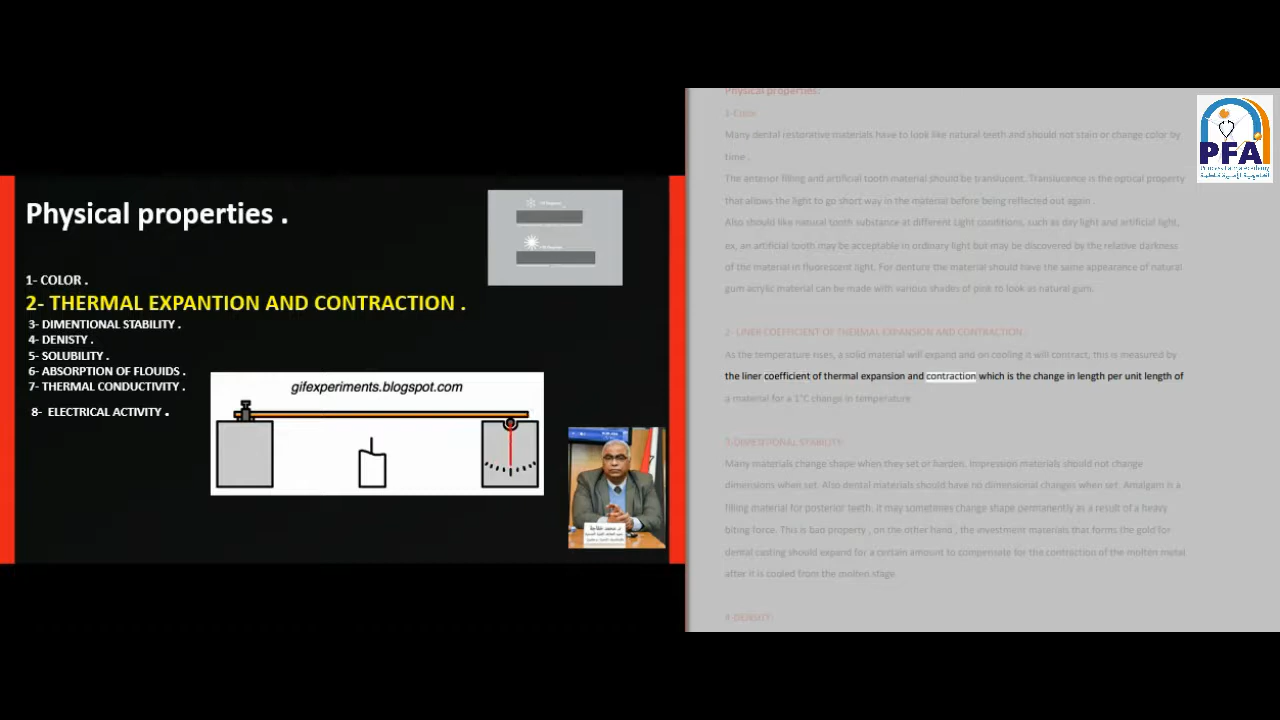 Physical properties .
1- COLOR .
2- THERMAL EXPANTION AND CONTRACTION .
3- DIMENTIONAL STABILITY .
4- DENISTY .
5- SOLUBILITY .
6- ABSORPTION OF FLOUIDS .
7- THERMAL CONDUCTIVITY .
8- ELECTRICAL ACTIVITY .
gifexperiments.blogspot.com
Physical properties:
1-Color
Many dental restorative materials have to look like natural teeth and should not stain or change color by
time .
The anterior filling and artificial tooth material should be translucent. Translucence is the optical property
that allows the light to go short way in the material before being reflected out again .
Also should like natural tooth substance at different Light conditions, such as day light and artificial light,
ex, an artificial tooth may be acceptable in ordinary light but may be discovered by the relative darkness
of the material in fluorescent light. For denture the material should have the same appearance of natural
gum acrylic material can be made with various shades of pink to look as natural gum.
2- LINER COEFFICIENT OF THERMAL EXPANSION AND CONTRACTION :
As the temperature rises, a solid material will expand and on cooling it will contract, this is measured by
the liner coefficient of thermal expansion and contraction which is the change in length per unit length of
a material for a 1°C change in temperature
3-DIMENTIONAL STABILITY:
Many materials change shape when they set or harden. Impression materials should not change
dimensions when set. Also dental materials should have no dimensional changes when set. Amalgam is a
filling material for posterior teeth, it may sometimes change shape permanently as a result of a heavy
biting force. This is bad property , on the other hand , the investment materials that forms the gold for
dental casting should expand for a certain amount to compensate for the contraction of the molten metal
after it is cooled from the molten stage.
4-DENSITY:
PFA